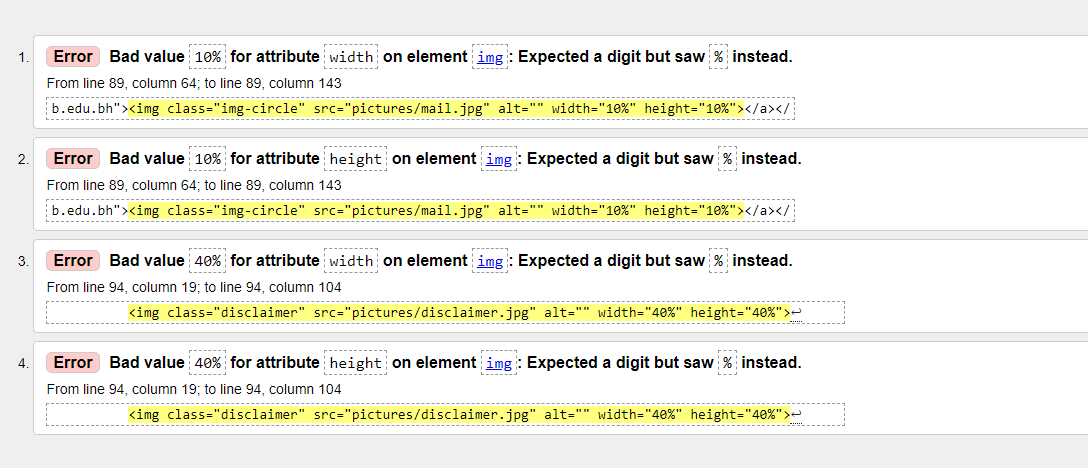 1. Error Bad value 10% for attribute width on element img: Expected a digit but saw % instead.
From line 89, column 64; to line 89, column 143
b.edu.bh"><img class="img-circle" src="pictures/mail.jpg" alt="" width="10%" height="10%"></a></
2. Error Bad value 10% for attribute height on element img: Expected a digit but saw % instead.
From line 89, column 64; to line 89, column 143
b.edu.bh"><img class="img-circle" src="pictures/mail.jpg" alt="" width="10%" height="10%"></a></
3. Error Bad value 40% for attribute width on element img: Expected a digit but saw % instead.
From line 94, column 19; to line 94, column 104
<img class="disclaimer" src="pictures/disclaimer.jpg" alt="" width="40%" height="40%">↩
4. Error Bad value 40% for attribute height on element img: Expected a digit but saw % instead.
From line 94, column 19; to line 94, column 104
<img class="disclaimer" src="pictures/disclaimer.jpg" alt="" width="40%" height="40%">↩